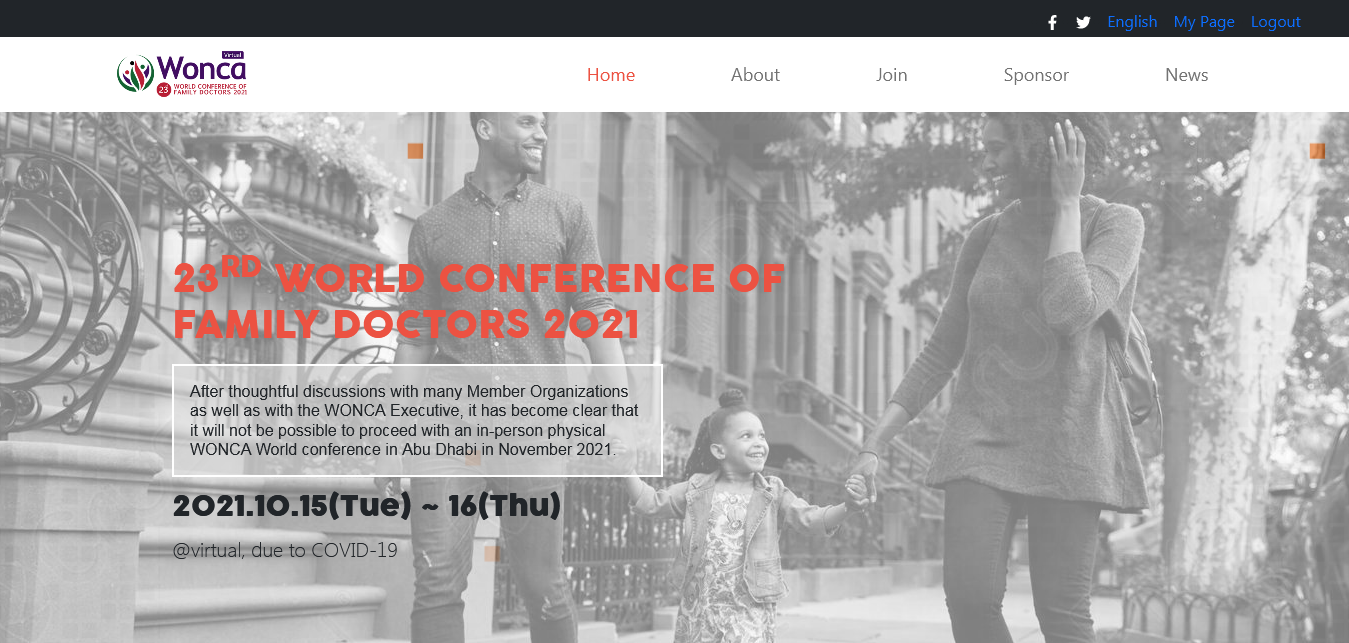 English My Page Logout
Virtual
Wonca
23 WORLD CONFERENCE OF
FAMILY DOCTORS 2021
Home About Join Sponsor News
23RD WORLD CONFERENCE OF
FAMILY DOCTORS 2021
After thoughtful discussions with many Member Organizations
as well as with the WONCA Executive, it has become clear that
it will not be possible to proceed with an in-person physical
WONCA World conference in Abu Dhabi in November 2021.
2021.10.15(Tue) ~ 16(Thu)
@virtual, due to COVID-19